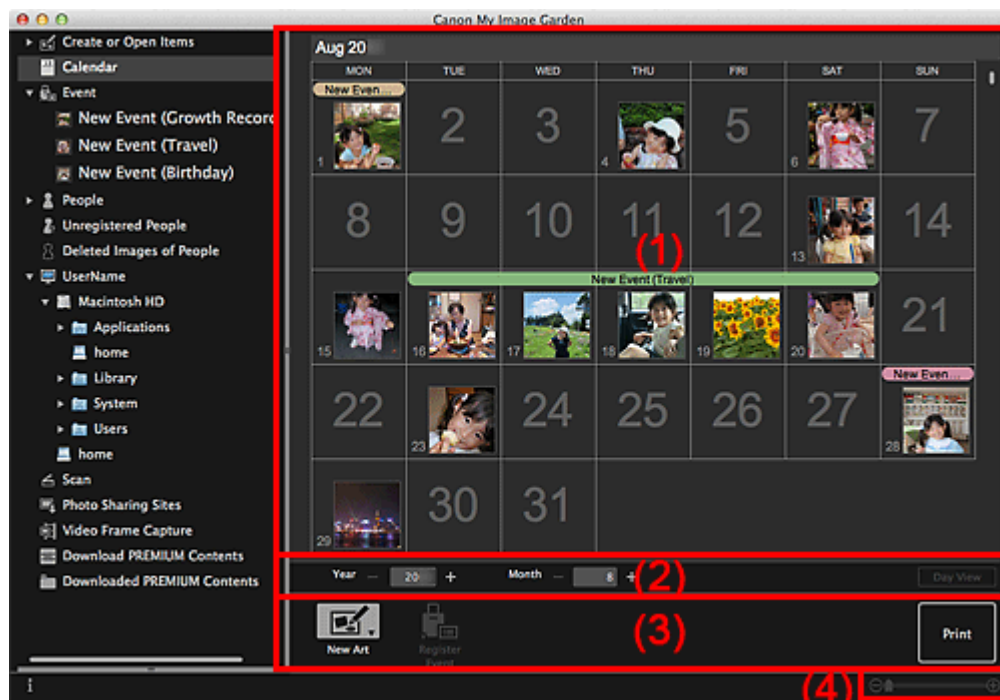 Canon My Image Garden
Create or Open Items
Calendar
Event
New Event (Growth Record
New Event (Travel)
New Event (Birthday)
People
Unregistered People
Deleted Images of People
UserName
Macintosh HD
Applications
home
Library
System
Users
home
Scan
Photo Sharing Sites
Video Frame Capture
Download PREMIUM Contents
Downloaded PREMIUM Contents
Aug 20
MON TUE WED THU FRI SAT SUN
New Even...
1 2 3 4 5 6 7
8 9 10 11 12 13 14
(1)
New Event (Travel)
15 16 17 18 19 20 21
New Even...
22 23 24 25 26 27 28
29 30 31
Year − 20 + Month − 8 + (2) Day View
New Art Register Event (3) Print
i (4)